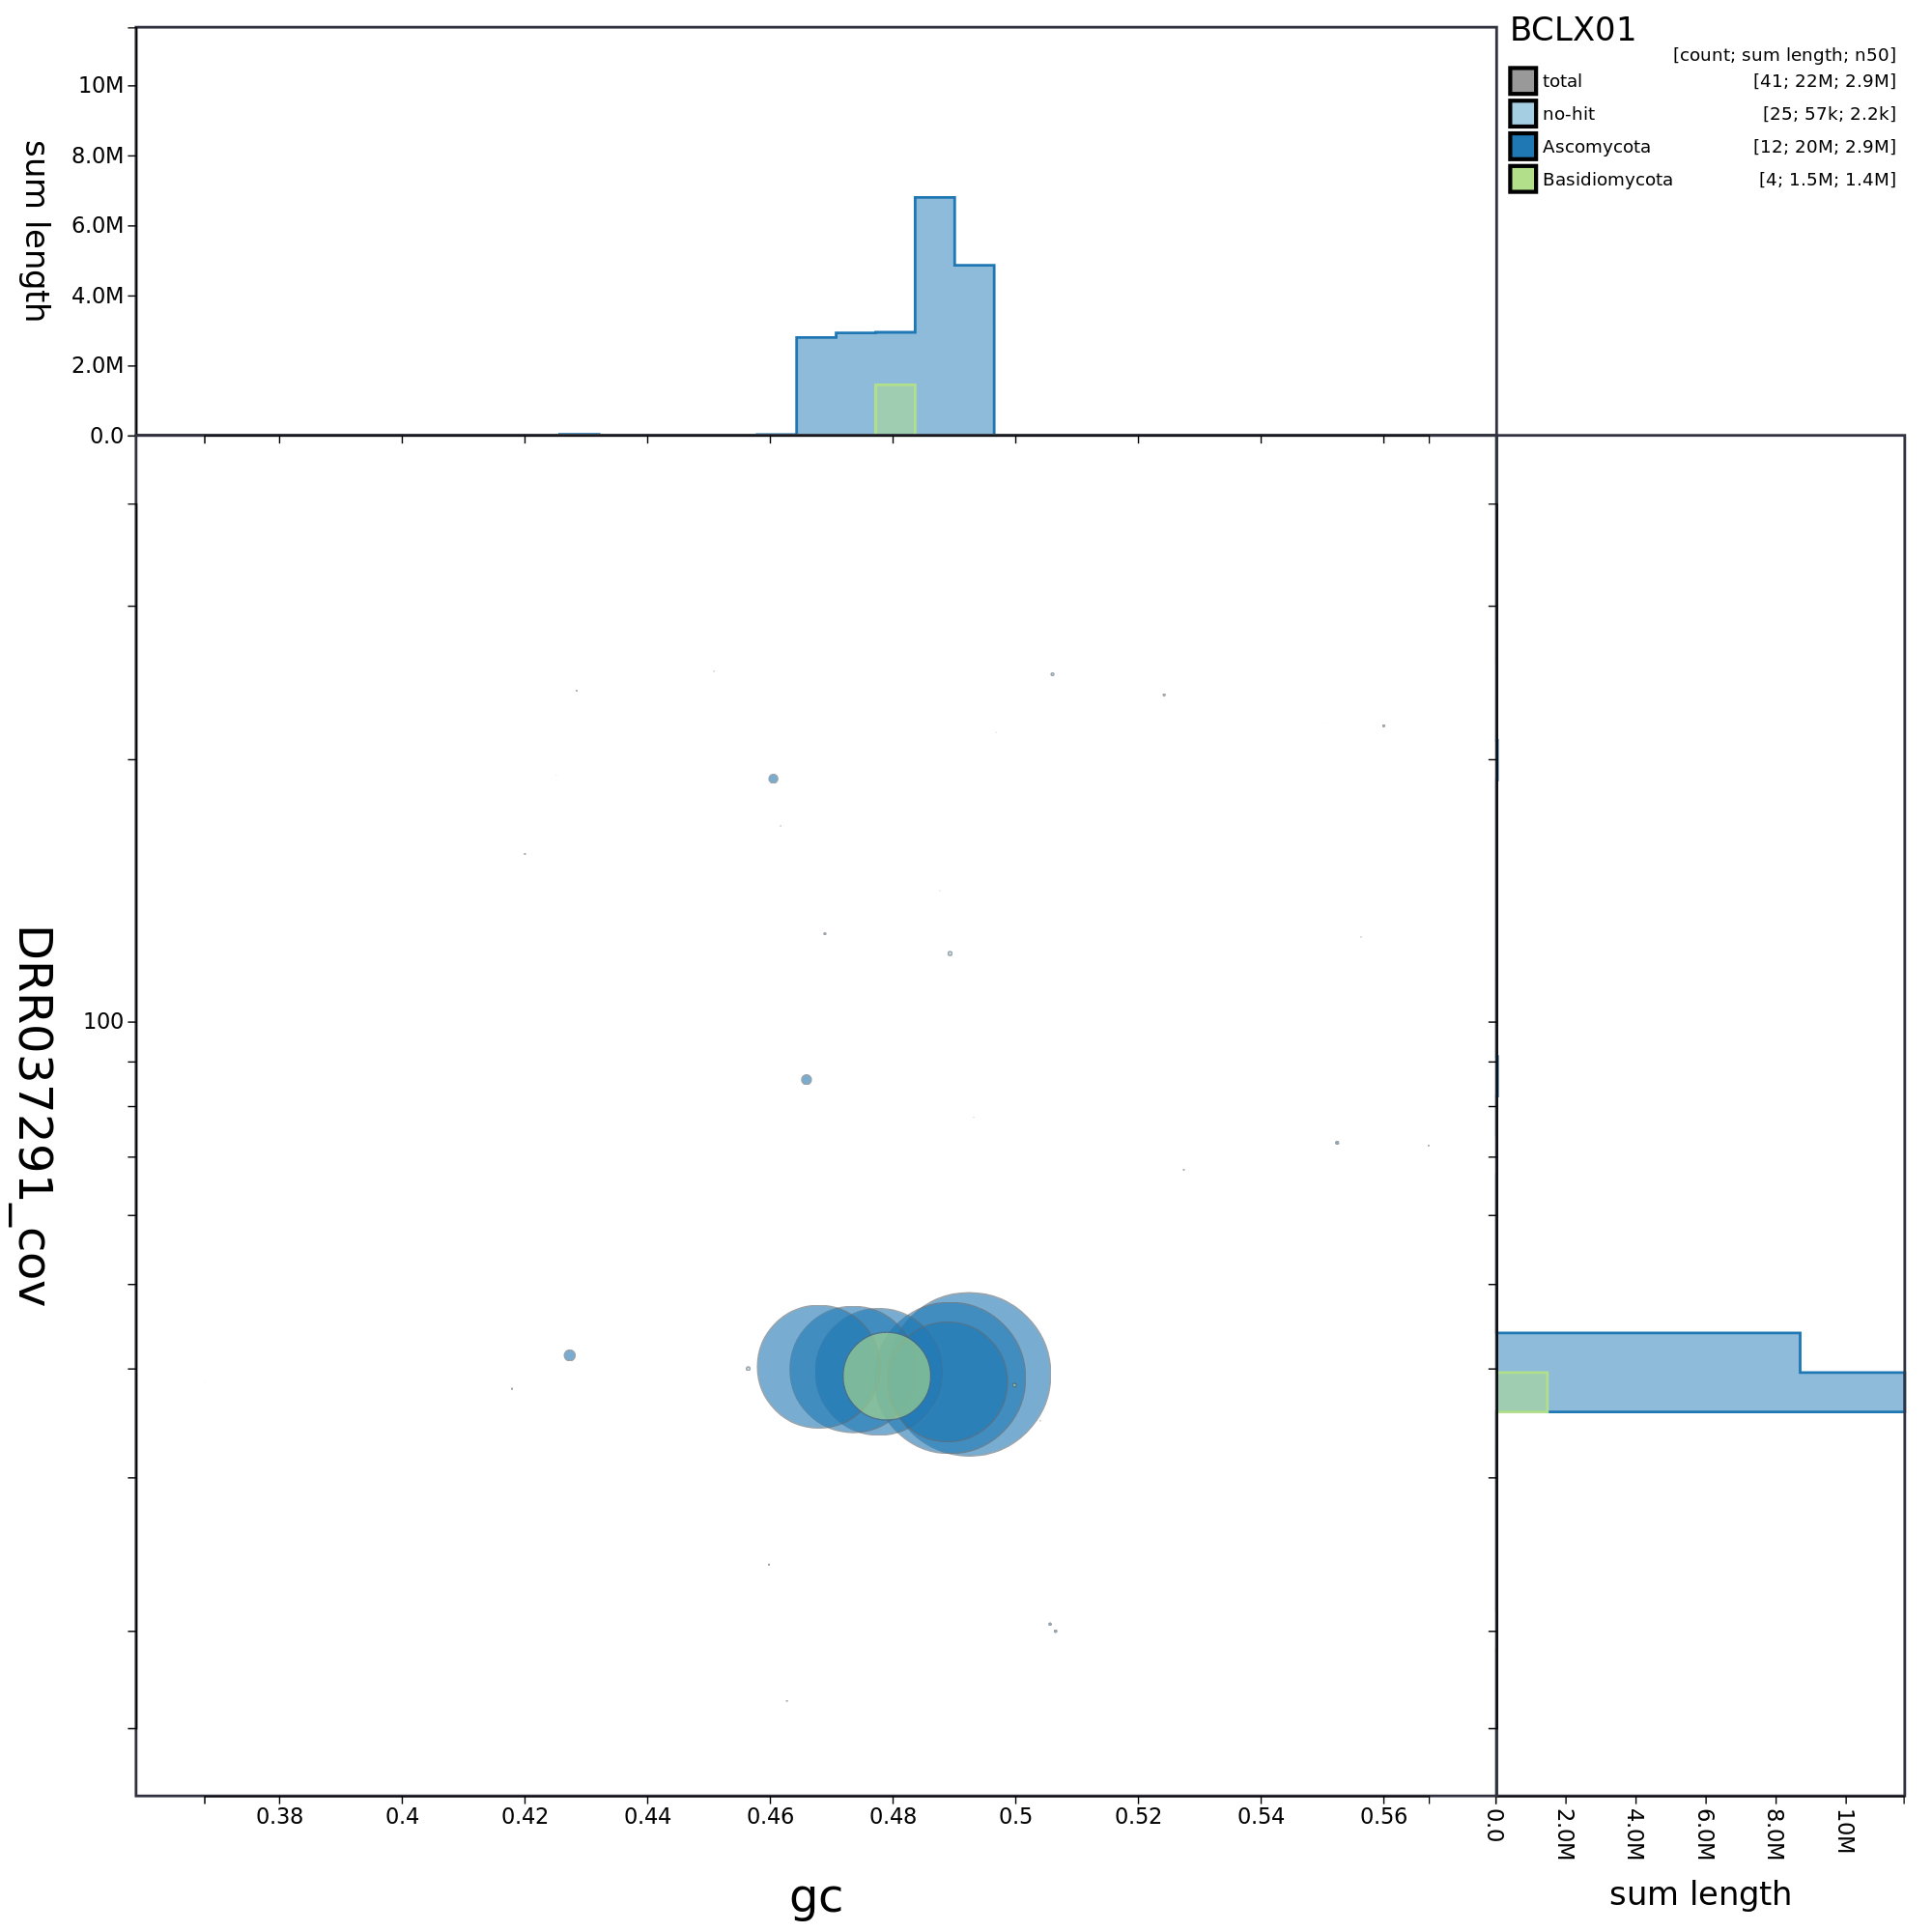 BCLX01
[count; sum length; n50]
total [41; 22M; 2.9M]
no-hit [25; 57k; 2.2k]
Ascomycota [12; 20M; 2.9M]
Basidiomycota [4; 1.5M; 1.4M]
sum length
10M
8.0M
6.0M
4.0M
2.0M
0.0
DRR037291_cov
100
0.38 0.4 0.42 0.44 0.46 0.48 0.5 0.52 0.54 0.56
gc
0.0 2.0M 4.0M 6.0M 8.0M 10M
sum length